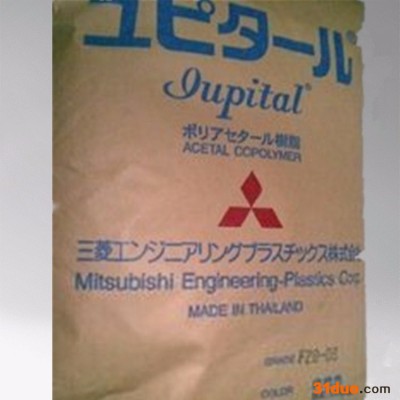 ユピタール®
Iupital®
ポリアセタール樹脂
ACETAL COPOLYMER
三菱エンジニアリングプラスチックス株式会
Mitsubishi Engineering-Plastics Corp
MADE IN THAILAND
GRADE F20-03
COLOR
31duo.com